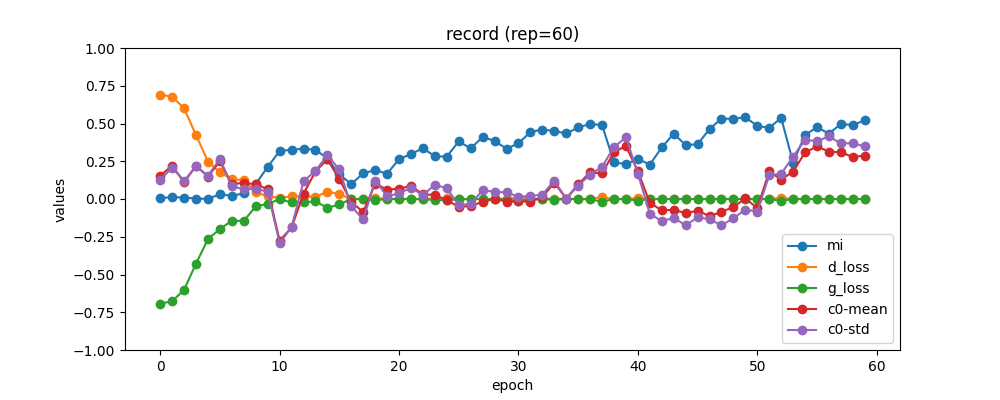 record (rep=60)
1.00
0.75
0.50
0.25
0.00
−0.25
−0.50
−0.75
−1.00
values
mi
d_loss
g_loss
c0-mean
c0-std
0 10 20 30 40 50 60
epoch